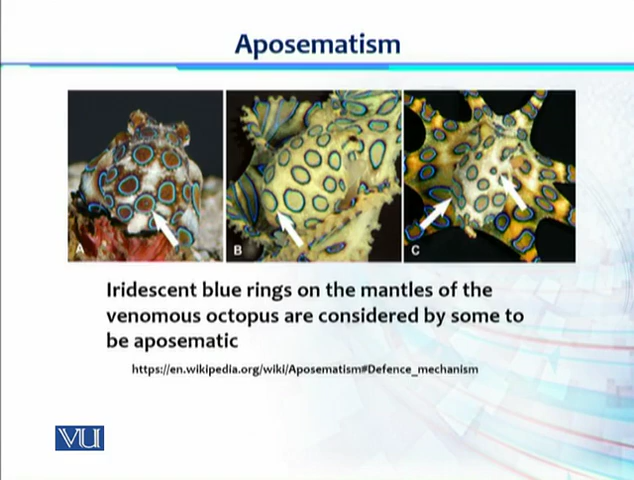 Aposematism
A
B
C
Iridescent blue rings on the mantles of the
venomous octopus are considered by some to
be aposematic
https://en.wikipedia.org/wiki/Aposematism#Defence_mechanism
VU